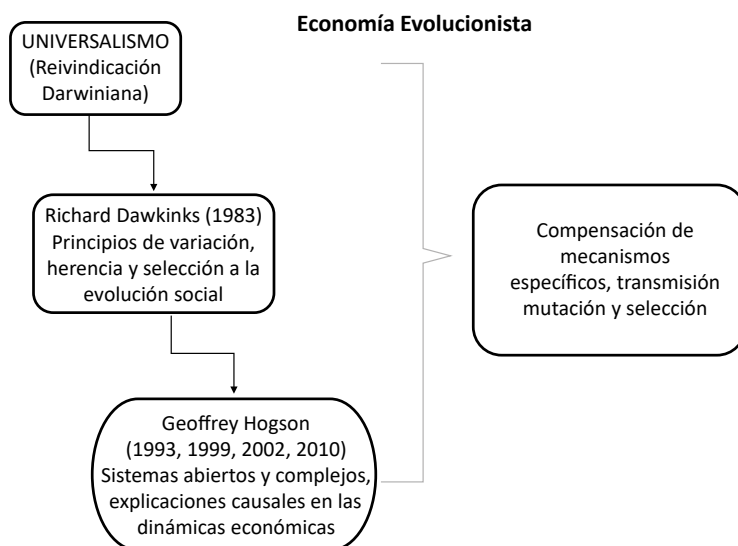 Economía Evolucionista
UNIVERSALISMO
(Reivindicación
Darwiniana)
Richard Dawkinks (1983)
Principios de variación,
herencia y selección a la
evolución social
Geoffrey Hogson
(1993, 1999, 2002, 2010)
Sistemas abiertos y complejos,
explicaciones causales en las
dinámicas económicas
Compensación de
mecanismos
específicos, transmisión
mutación y selección